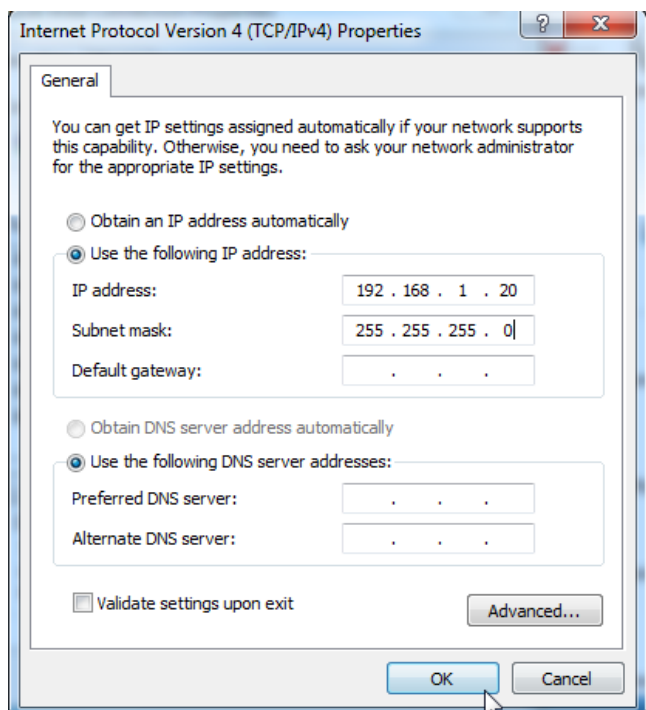 Internet Protocol Version 4 (TCP/IPv4) Properties
?
X
General
You can get IP settings assigned automatically if your network supports
this capability. Otherwise, you need to ask your network administrator
for the appropriate IP settings.
Obtain an IP address automatically
Use the following IP address:
IP address: 192 . 168 . 1 . 20
Subnet mask: 255 . 255 . 255 . 0
Default gateway: . . .
Obtain DNS server address automatically
Use the following DNS server addresses:
Preferred DNS server: . . .
Alternate DNS server: . . .
Validate settings upon exit
Advanced...
OK Cancel